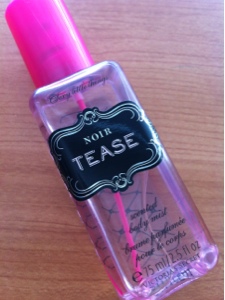 NOIR
TEASE
scented
body mist
brume parfumée
pour le corps
75 ml/2.5 fl oz